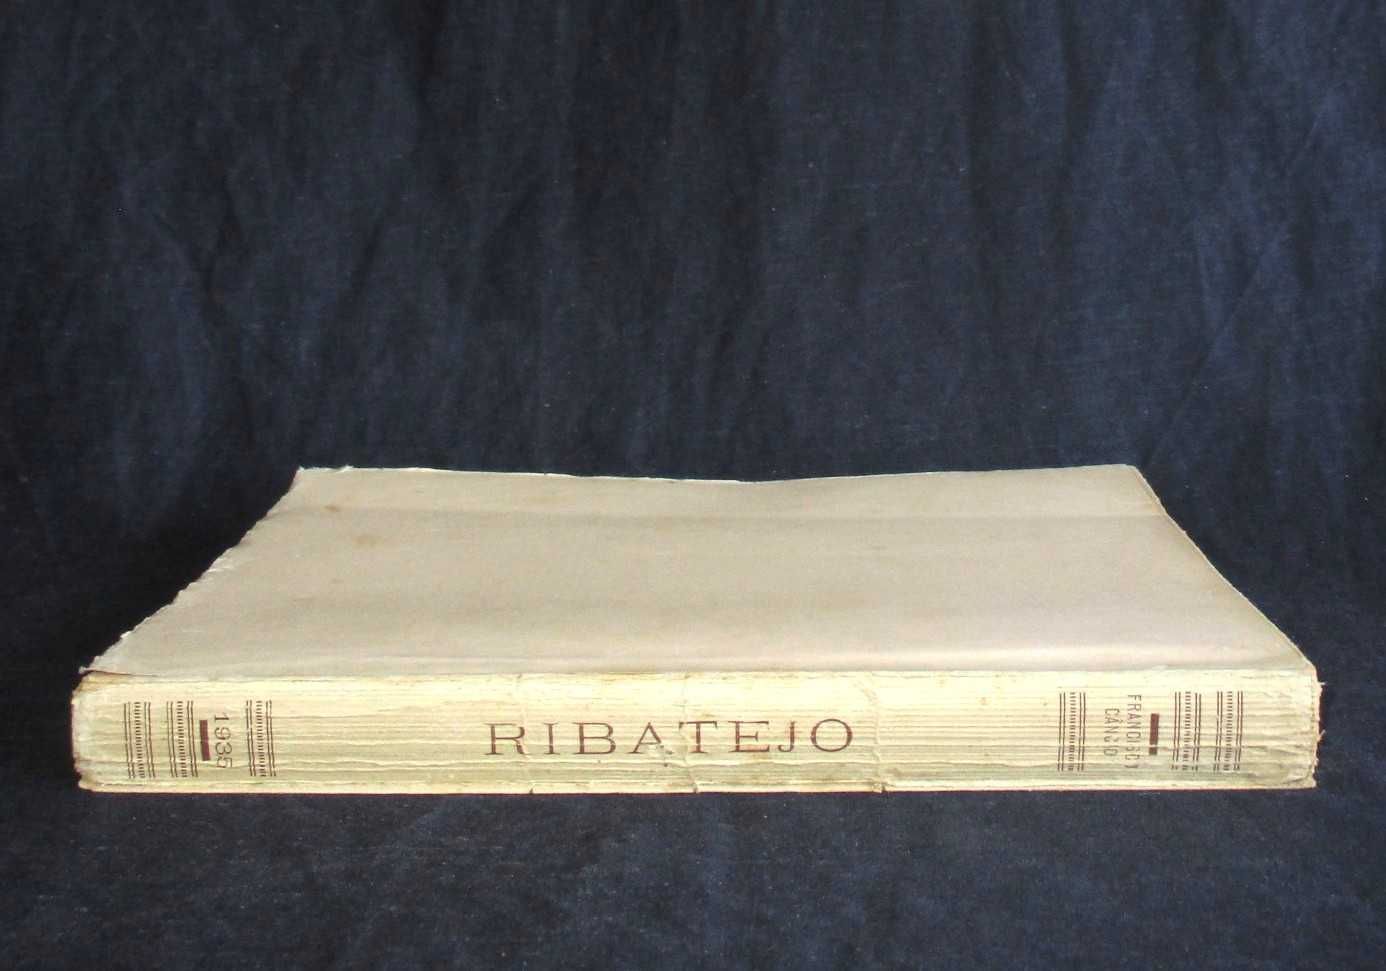 1935
RIBATEJO
FRANCISCO
CÂNCIO